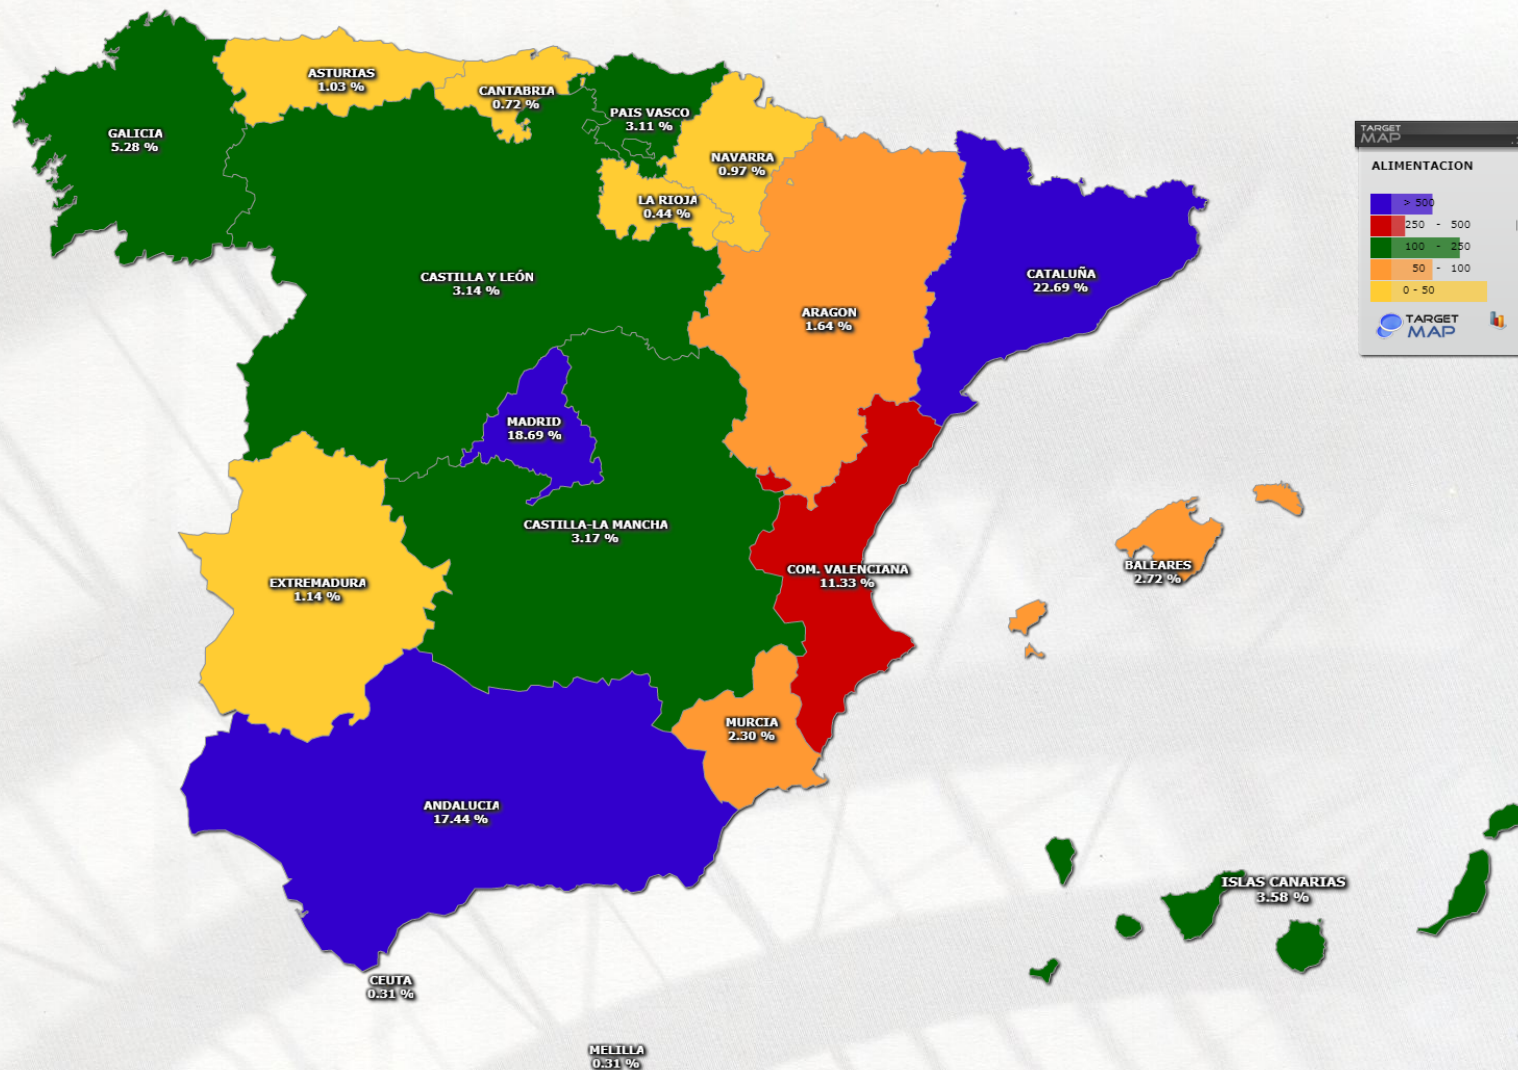 ASTURIAS
1.03 %
CANTABRIA
0.72 %
PAIS VASCO
3.11 %
GALICIA
5.28 %
NAVARRA
0.97 %
LA RIOJA
0.44 %
CASTILLA Y LEÓN
3.14 %
ARAGON
1.64 %
CATALUÑA
22.69 %
MADRID
18.69 %
CASTILLA-LA MANCHA
3.17 %
EXTREMADURA
1.14 %
COM. VALENCIANA
11.33 %
BALEARES
2.72 %
MURCIA
2.30 %
ANDALUCIA
17.44 %
ISLAS CANARIAS
3.58 %
CEUTA
0.31 %
MELILLA
0.31 %
TARGET
MAP
ALIMENTACION
> 500
250 - 500
100 - 250
50 - 100
0 - 50
TARGET
MAP